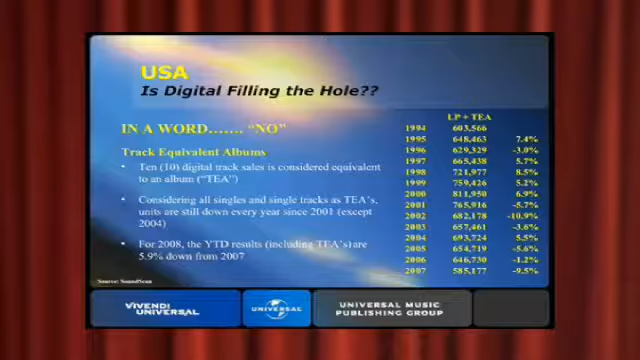 USA
Is Digital Filling the Hole??
IN A WORD....... "NO"
Track Equivalent Albums
• Ten (10) digital track sales is considered equivalent
to an album ("TEA")
• Considering all singles and single tracks as TEA's,
units are still down every year since 2001 (except
2004)
• For 2008, the YTD results (including TEA's) are
5.9% down from 2007
LP + TEA
1994 603,566
1995 648,463 7.4%
1996 629,329 -3.0%
1997 665,438 5.7%
1998 721,977 8.5%
1999 759,426 5.2%
2000 811,950 6.9%
2001 765,916 -5.7%
2002 682,178 -10.9%
2003 657,461 -3.6%
2004 693,724 5.5%
2005 654,719 -5.6%
2006 646,730 -1.2%
2007 585,177 -9.5%
Source: SoundScan
VIVENDI
UNIVERSAL
UNIVERSAL
UNIVERSAL MUSIC
PUBLISHING GROUP